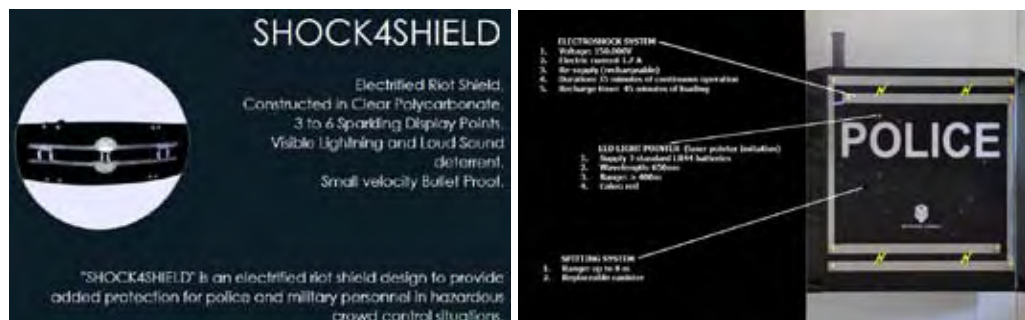 SHOCK4SHIELD
Electrified Riot Shield.
Constructed in Clear Polycarbonate.
3 to 6 Sparkling Display Points.
Visible Lightning and Loud Sound
deterrent.
Small velocity Bullet Proof.
"SHOCK4SHIELD" is an electrified riot shield design to provide
added protection for police and military personnel in hazardous
crowd control situations.
ELECTROSHOCK SYSTEM
1. Voltage: 150.000V
2. Electric current 1.7 A
3. Re-supply (rechargeable)
4. Duration: 35 minutes of continuous operation
5. Recharge time: 45 minutes of loading
LED LIGHT POINTER (laser pointer imitation)
1. Supply 3 standard LR44 batteries
2. Wavelength: 650nm
3. Range: > 400m
4. Color: red
SPITTING SYSTEM
1. Range: up to 8 m
2. Replaceable canister
POLICE